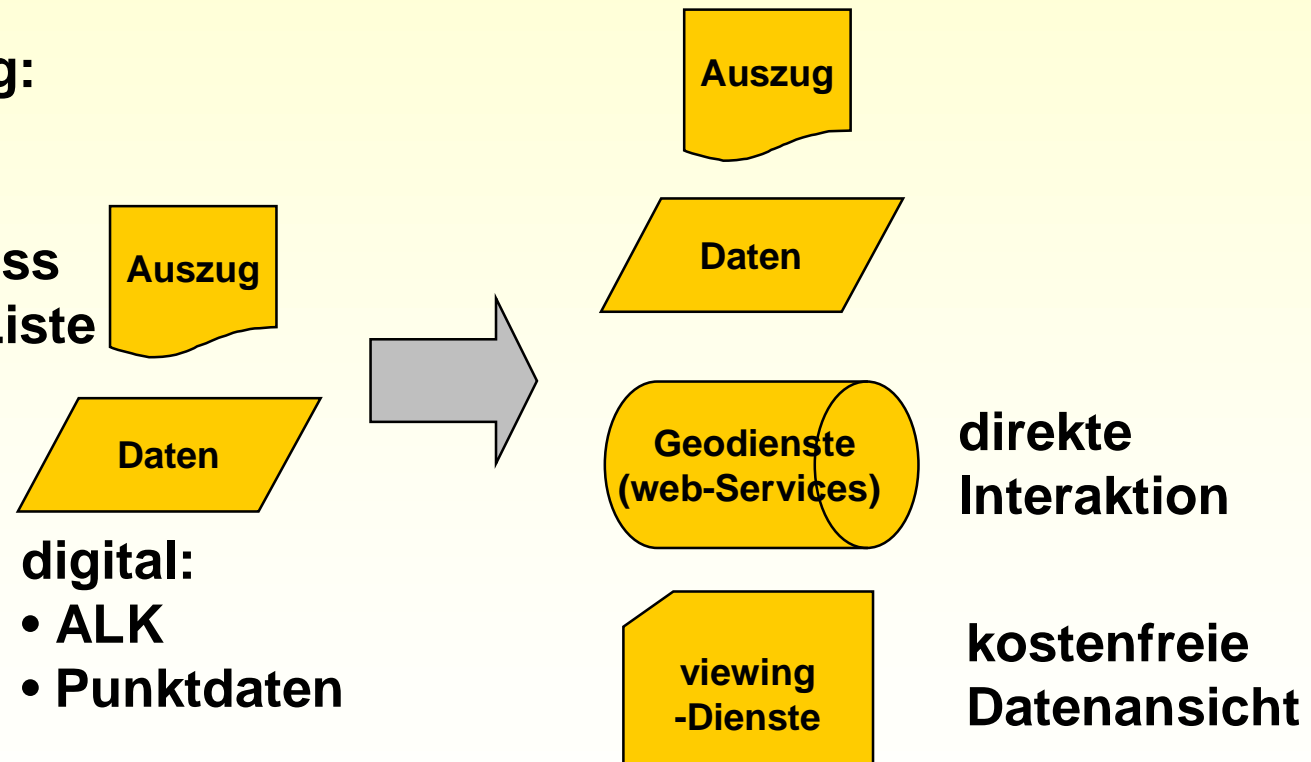 g:
ss
Liste
Auszug
Daten
digital:
• ALK
• Punktdaten
Auszug
Daten
Geodienste
(web-Services)
direkte
Interaktion
viewing
-Dienste
kostenfreie
Datenansicht